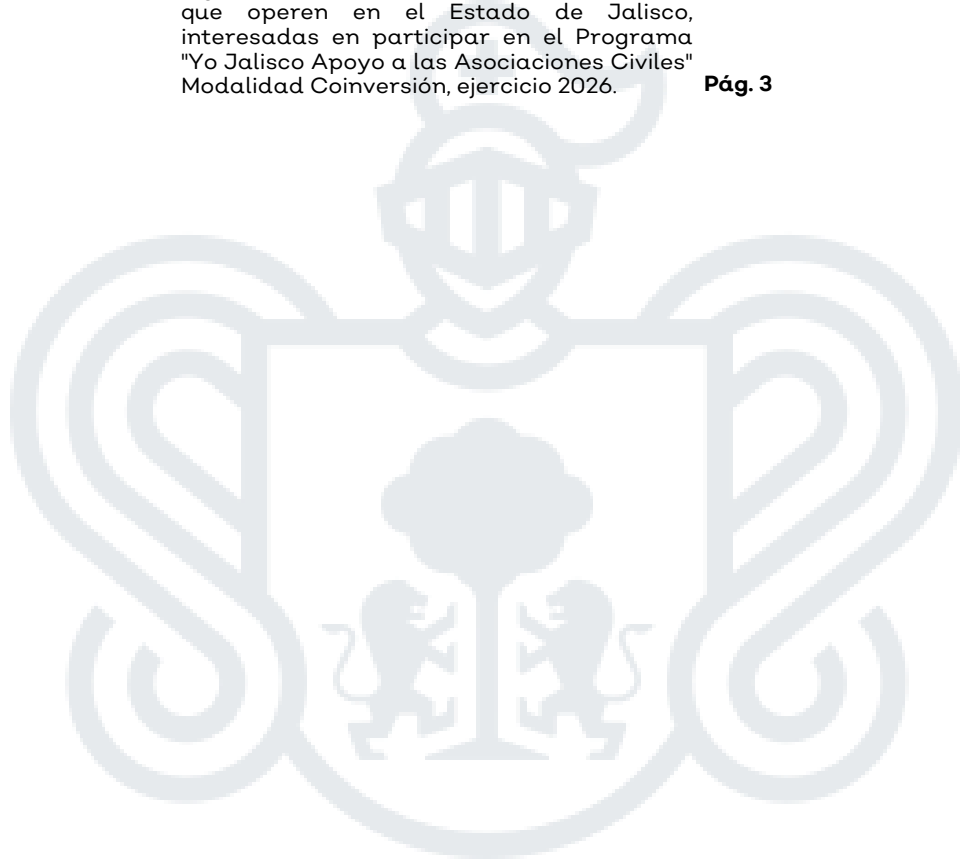 que operen en el Estado de Jalisco,
interesadas en participar en el Programa
"Yo Jalisco Apoyo a las Asociaciones Civiles"
Modalidad Coinversión, ejercicio 2026. Pág. 3